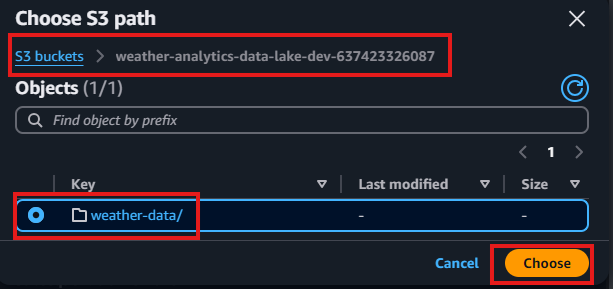 Choose S3 path
S3 buckets > weather-analytics-data-lake-dev-637423326087
Objects (1/1)
Find object by prefix
1
Key Last modified Size
weather-data/ - -
Cancel Choose